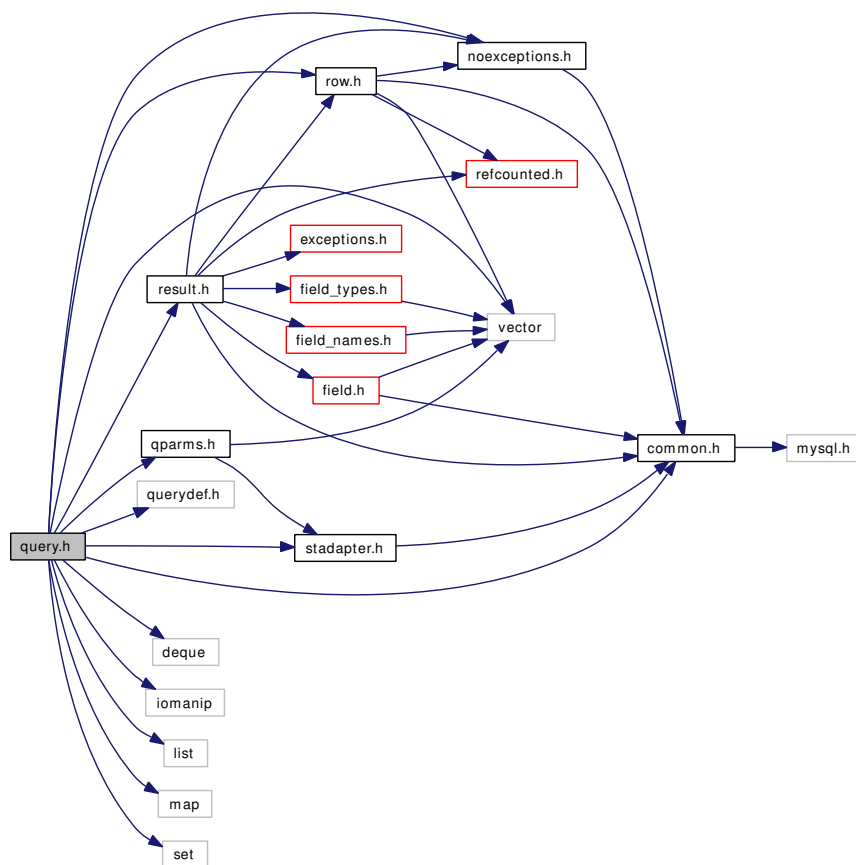 noexceptions.h
row.h
refcounted.h
exceptions.h
result.h
field_types.h
vector
field_names.h
field.h
qparms.h
common.h
mysql.h
querydef.h
query.h
stadapter.h
deque
iomanip
list
map
set